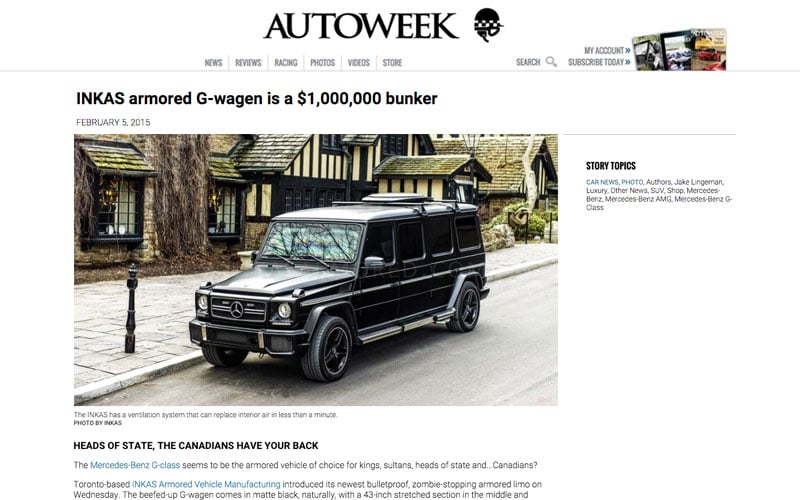 AUTOWEEK
NEWS REVIEWS RACING PHOTOS VIDEOS STORE
SEARCH
MY ACCOUNT »
SUBSCRIBE TODAY »
INKAS armored G-wagen is a $1,000,000 bunker
FEBRUARY 5, 2015
The INKAS has a ventilation system that can replace interior air in less than a minute.
PHOTO BY INKAS
HEADS OF STATE, THE CANADIANS HAVE YOUR BACK
The Mercedes-Benz G-class seems to be the armored vehicle of choice for kings, sultans, heads of state and...Canadians?
Toronto-based INKAS Armored Vehicle Manufacturing introduced its newest bulletproof, zombie-stopping armored limo on
Wednesday. The beefed-up G-wagen comes in matte black, naturally, with a 43-inch stretched section in the middle and
STORY TOPICS
CAR NEWS, PHOTO, Authors, Jake Lingeman,
Luxury, Other News, SUV, Shop, Mercedes-
Benz, Mercedes-Benz AMG, Mercedes-Benz G-
Class